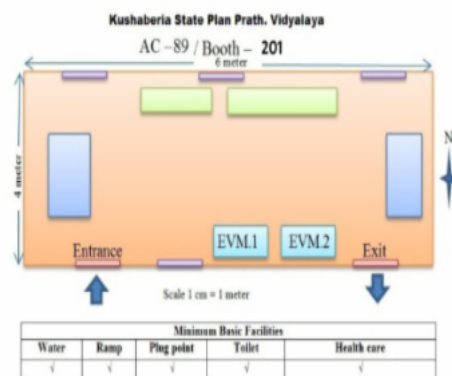 Kushaberia State Plan Prath. Vidyalaya
AC -89 / Booth - 201
6 meter
4 meter
N
EVM.1 EVM.2
Entrance Exit
Scale 1 cm = 1 meter
Minimum Basic Facilities
Water Ramp Plug point Toilet Health care
√ √ √ √ √